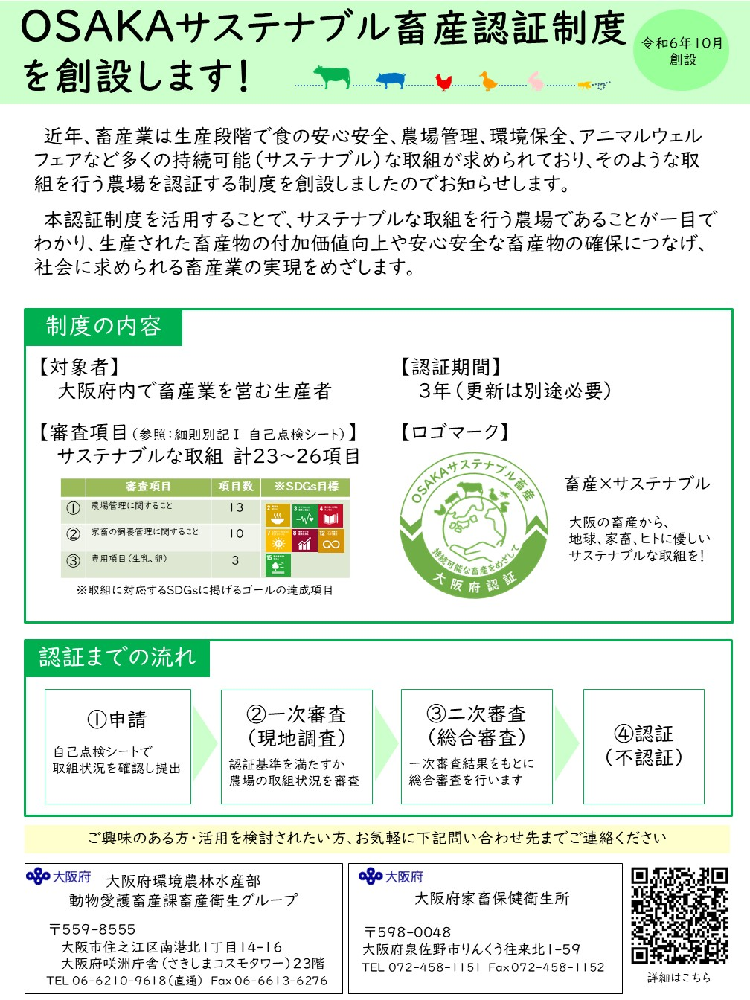 OSAKAサステナブル畜産認証制度
を創設します！
令和6年10月
創設
近年、畜産業は生産段階で食の安心安全、農場管理、環境保全、アニマルウェル
フェアなど多くの持続可能（サステナブル）な取組が求められており、そのような取
組を行う農場を認証する制度を創設しましたのでお知らせします。
本認証制度を活用することで、サステナブルな取組を行う農場であることが一目で
わかり、生産された畜産物の付加価値向上や安心安全な畜産物の確保につなげ、
社会に求められる畜産業の実現をめざします。
制度の内容
【対象者】
大阪府内で畜産業を営む生産者
【認証期間】
3年（更新は別途必要）
【審査項目（参照：細則別記Ⅰ 自己点検シート）】
サステナブルな取組 計23～26項目
審査項目 項目数 ※SDGs目標
① 農場管理に関すること 13
② 家畜の飼養管理に関すること 10
③ 専用項目（生乳、卵） 3
2 3 4
7 8 12
15
※取組に対応するSDGsに掲げるゴールの達成項目
【ロゴマーク】
OSAKAサステナブル畜産
持続可能な畜産をめざして
大阪府認証
畜産×サステナブル
大阪の畜産から、
地球、家畜、ヒトに優しい
サステナブルな取組を！
認証までの流れ
①申請
自己点検シートで
取組状況を確認し提出
②一次審査
（現地調査）
認証基準を満たすか
農場の取組状況を審査
③二次審査
（総合審査）
一次審査結果をもとに
総合審査を行います
④認証
（不認証）
ご興味のある方・活用を検討されたい方、お気軽に下記問い合わせ先までご連絡ください
大阪府
大阪府環境農林水産部
動物愛護畜産課畜産衛生グループ
〒559-8555
大阪市住之江区南港北1丁目14-16
大阪府咲洲庁舎（さきしまコスモタワー）23階
TEL 06-6210-9618（直通） Fax 06-6613-6276
大阪府
大阪府家畜保健衛生所
〒598-0048
大阪府泉佐野市りんくう往来北1-59
TEL 072-458-1151 Fax 072-458-1152
詳細はこちら